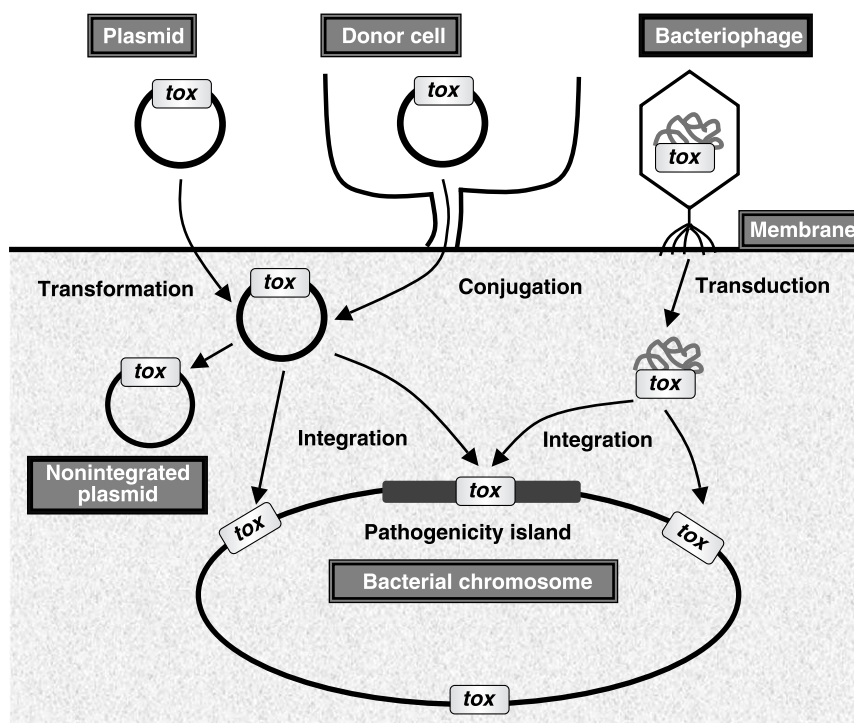 Plasmid
Donor cell
Bacteriophage
tox
tox
tox
Membrane
Transformation
tox
Conjugation
Transduction
tox
tox
Integration
Integration
Nonintegrated
plasmid
tox
tox
tox
Pathogenicity island
Bacterial chromosome
tox